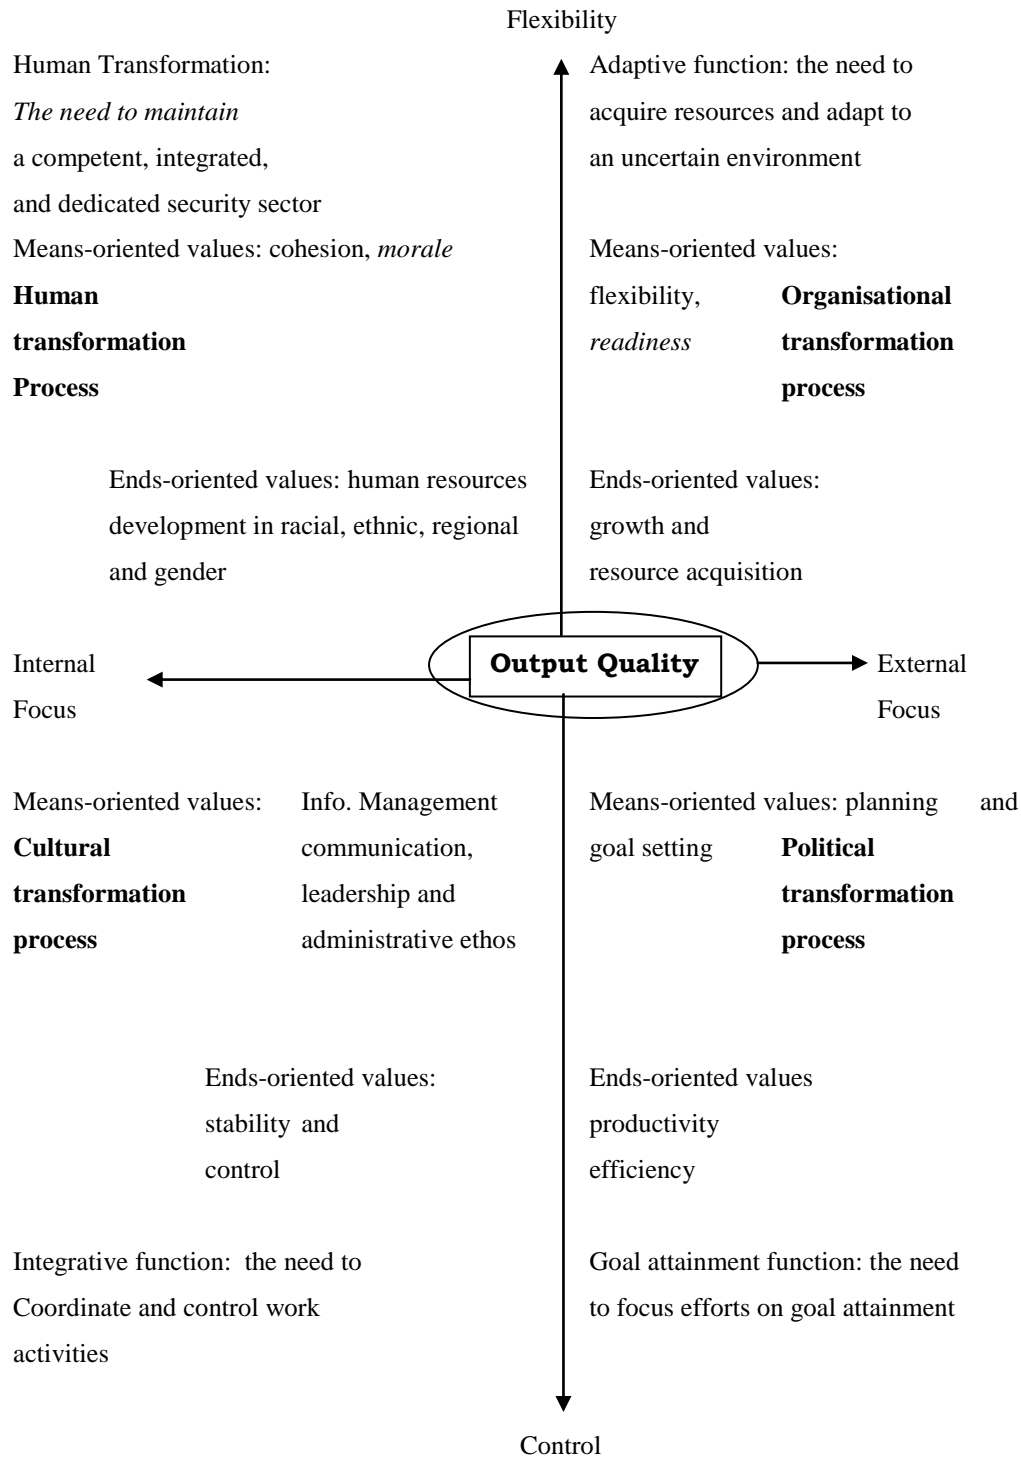 Flexibility
Human Transformation:
The need to maintain
a competent, integrated,
and dedicated security sector
Means-oriented values: cohesion, morale
Human
transformation
Process
Adaptive function: the need to
acquire resources and adapt to
an uncertain environment
Means-oriented values:
flexibility,
readiness
Organisational
transformation
process
Ends-oriented values: human resources
development in racial, ethnic, regional
and gender
Ends-oriented values:
growth and
resource acquisition
Internal
Focus
Output Quality
External
Focus
Means-oriented values:
Cultural
transformation
process
Info. Management
communication,
leadership and
administrative ethos
Means-oriented values: planning and
goal setting
Political
transformation
process
Ends-oriented values:
stability and
control
Ends-oriented values
productivity
efficiency
Integrative function: the need to
Coordinate and control work
activities
Goal attainment function: the need
to focus efforts on goal attainment
Control